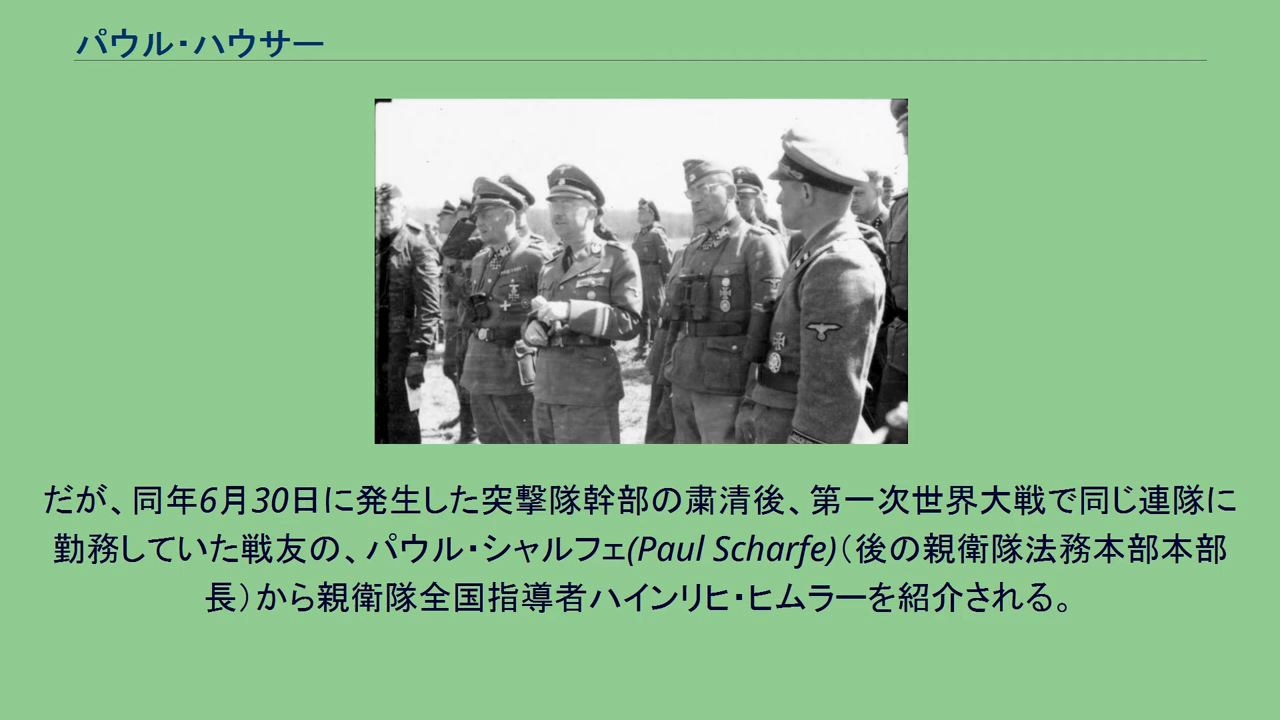 パウル・ハウサー
だが、同年6月30日に発生した突撃隊幹部の粛清後、第一次世界大戦で同じ連隊に
勤務していた戦友の、パウル・シャルフェ(Paul Scharfe)（後の親衛隊法務本部本部
長）から親衛隊全国指導者ハインリヒ・ヒムラーを紹介される。